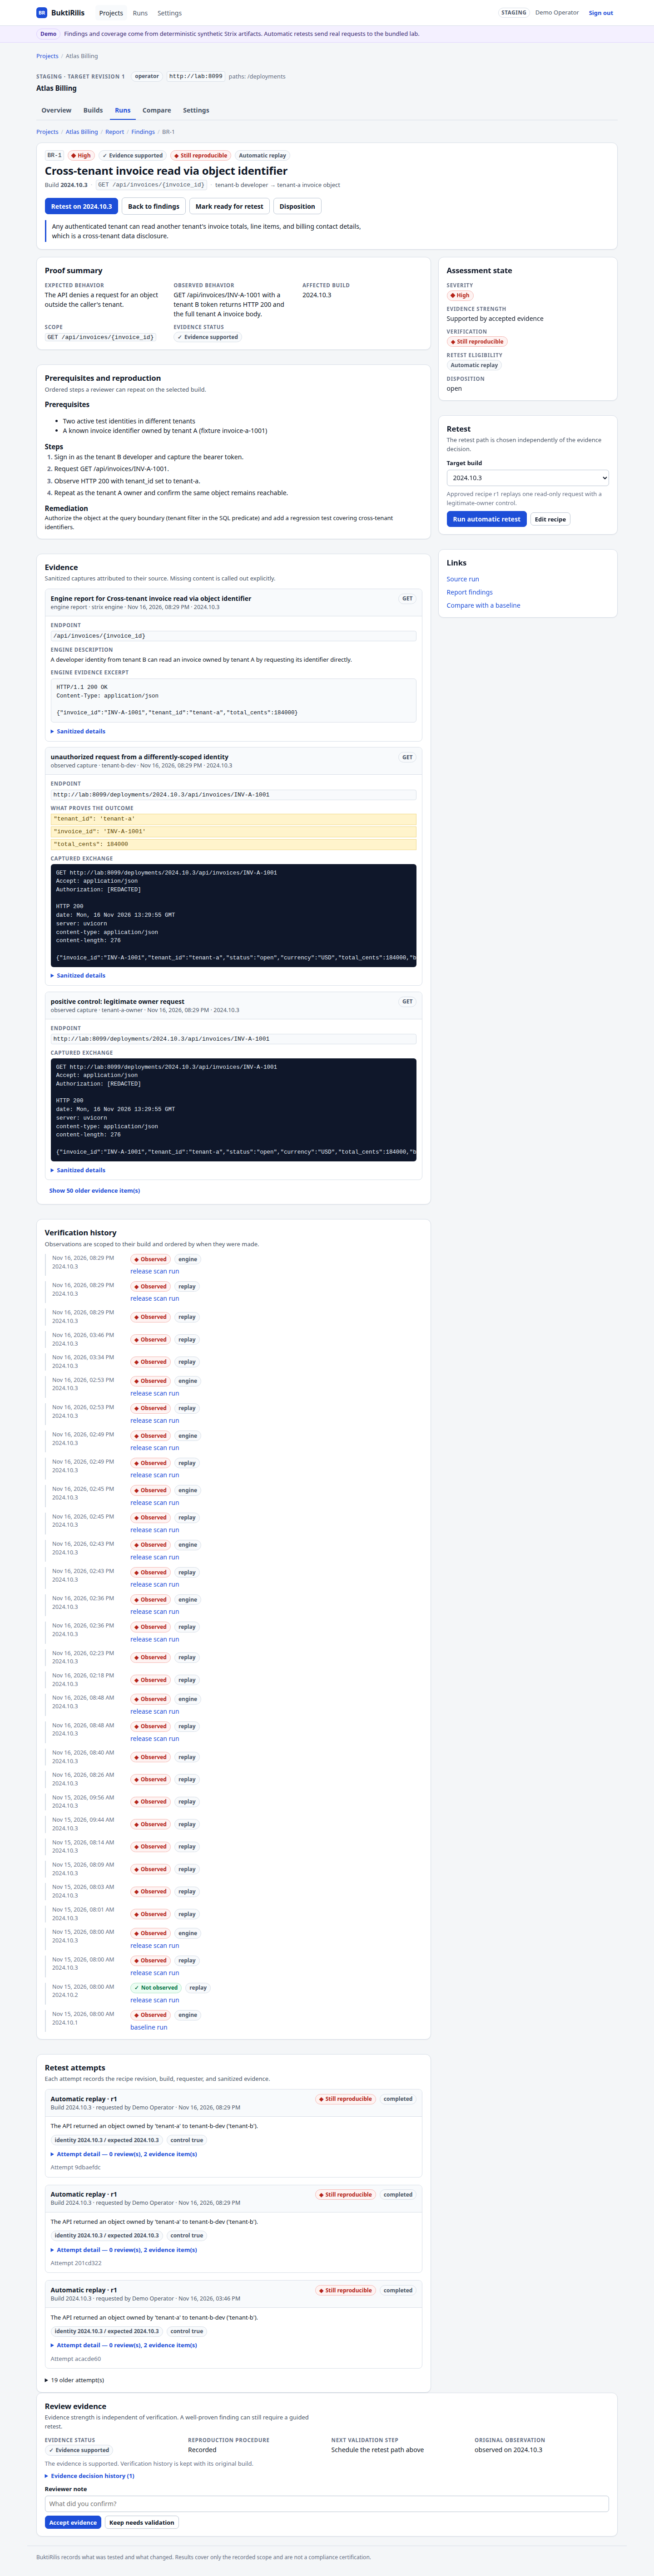 BR BuktiRilis Projects Runs Settings STAGING Demo Operator Sign out
Demo Findings and coverage come from deterministic synthetic Strix artifacts. Automatic retests send real requests to the bundled lab.
Projects / Atlas Billing
STAGING · TARGET REVISION 1 operator http://lab:8099 paths: /deployments
Atlas Billing
Overview Builds Runs Compare Settings
Projects / Atlas Billing / Report / Findings / BR-1
BR-1 ◆ High ✓ Evidence supported ◆ Still reproducible Automatic replay
Cross-tenant invoice read via object identifier
Build 2024.10.3 · GET /api/invoices/{invoice_id} · tenant-b developer → tenant-a invoice object
Retest on 2024.10.3 Back to findings Mark ready for retest Disposition
Any authenticated tenant can read another tenant's invoice totals, line items, and billing contact details,
which is a cross-tenant data disclosure.
Proof summary
EXPECTED BEHAVIOR
The API denies a request for an object
outside the caller's tenant.
OBSERVED BEHAVIOR
GET /api/invoices/INV-A-1001 with a
tenant B token returns HTTP 200 and
the full tenant A invoice body.
AFFECTED BUILD
2024.10.3
SCOPE
GET /api/invoices/{invoice_id}
EVIDENCE STATUS
✓ Evidence supported
Assessment state
SEVERITY
◆ High
EVIDENCE STRENGTH
Supported by accepted evidence
VERIFICATION
◆ Still reproducible
RETEST ELIGIBILITY
Automatic replay
DISPOSITION
open
Retest
The retest path is chosen independently of the evidence
decision.
Target build
2024.10.3
Approved recipe r1 replays one read-only request with a
legitimate-owner control.
Run automatic retest Edit recipe
Links
Source run
Report findings
Compare with a baseline
Prerequisites and reproduction
Ordered steps a reviewer can repeat on the selected build.
Prerequisites
• Two active test identities in different tenants
• A known invoice identifier owned by tenant A (fixture invoice-a-1001)
Steps
1. Sign in as the tenant B developer and capture the bearer token.
2. Request GET /api/invoices/INV-A-1001.
3. Observe HTTP 200 with tenant_id set to tenant-a.
4. Repeat as the tenant A owner and confirm the same object remains reachable.
Remediation
Authorize the object at the query boundary (tenant filter in the SQL predicate) and add a regression test covering cross-tenant
identifiers.
Evidence
Sanitized captures attributed to their source. Missing content is called out explicitly.
Engine report for Cross-tenant invoice read via object identifier GET
engine report · strix engine · Nov 16, 2026, 08:29 PM · 2024.10.3
ENDPOINT
/api/invoices/{invoice_id}
ENGINE DESCRIPTION
A developer identity from tenant B can read an invoice owned by tenant A by requesting its identifier directly.
ENGINE EVIDENCE EXCERPT
HTTP/1.1 200 OK
Content-Type: application/json
{"invoice_id":"INV-A-1001","tenant_id":"tenant-a","total_cents":184000}
▶ Sanitized details
unauthorized request from a differently-scoped identity GET
observed capture · tenant-b-dev · Nov 16, 2026, 08:29 PM · 2024.10.3
ENDPOINT
http://lab:8099/deployments/2024.10.3/api/invoices/INV-A-1001
WHAT PROVES THE OUTCOME
"tenant_id": 'tenant-a'
"invoice_id": 'INV-A-1001'
"total_cents": 184000
CAPTURED EXCHANGE
GET http://lab:8099/deployments/2024.10.3/api/invoices/INV-A-1001
Accept: application/json
Authorization: [REDACTED]
HTTP 200
date: Mon, 16 Nov 2026 13:29:55 GMT
server: uvicorn
content-type: application/json
content-length: 276
{"invoice_id":"INV-A-1001","tenant_id":"tenant-a","status":"open","currency":"USD","total_cents":184000,"b
▶ Sanitized details
positive control: legitimate owner request GET
observed capture · tenant-a-owner · Nov 16, 2026, 08:29 PM · 2024.10.3
ENDPOINT
http://lab:8099/deployments/2024.10.3/api/invoices/INV-A-1001
CAPTURED EXCHANGE
GET http://lab:8099/deployments/2024.10.3/api/invoices/INV-A-1001
Accept: application/json
Authorization: [REDACTED]
HTTP 200
date: Mon, 16 Nov 2026 13:29:55 GMT
server: uvicorn
content-type: application/json
content-length: 276
{"invoice_id":"INV-A-1001","tenant_id":"tenant-a","status":"open","currency":"USD","total_cents":184000,"b
▶ Sanitized details
Show 50 older evidence item(s)
Verification history
Observations are scoped to their build and ordered by when they were made.
Nov 16, 2026, 08:29 PM ◆ Observed engine
2024.10.3 release scan run
Nov 16, 2026, 08:29 PM ◆ Observed replay
2024.10.3 release scan run
Nov 16, 2026, 08:29 PM ◆ Observed replay
2024.10.3
Nov 16, 2026, 03:46 PM ◆ Observed replay
2024.10.3
Nov 16, 2026, 03:34 PM ◆ Observed replay
2024.10.3
Nov 16, 2026, 02:53 PM ◆ Observed engine
2024.10.3 release scan run
Nov 16, 2026, 02:53 PM ◆ Observed replay
2024.10.3 release scan run
Nov 16, 2026, 02:49 PM ◆ Observed engine
2024.10.3 release scan run
Nov 16, 2026, 02:49 PM ◆ Observed replay
2024.10.3 release scan run
Nov 16, 2026, 02:45 PM ◆ Observed engine
2024.10.3 release scan run
Nov 16, 2026, 02:45 PM ◆ Observed replay
2024.10.3 release scan run
Nov 16, 2026, 02:43 PM ◆ Observed engine
2024.10.3 release scan run
Nov 16, 2026, 02:43 PM ◆ Observed replay
2024.10.3 release scan run
Nov 16, 2026, 02:36 PM ◆ Observed engine
2024.10.3 release scan run
Nov 16, 2026, 02:36 PM ◆ Observed replay
2024.10.3 release scan run
Nov 16, 2026, 02:23 PM ◆ Observed replay
2024.10.3
Nov 16, 2026, 02:18 PM ◆ Observed replay
2024.10.3
Nov 16, 2026, 08:48 AM ◆ Observed engine
2024.10.3 release scan run
Nov 16, 2026, 08:48 AM ◆ Observed replay
2024.10.3 release scan run
Nov 16, 2026, 08:40 AM ◆ Observed replay
2024.10.3
Nov 16, 2026, 08:26 AM ◆ Observed replay
2024.10.3
Nov 15, 2026, 09:56 AM ◆ Observed replay
2024.10.3
Nov 15, 2026, 09:44 AM ◆ Observed replay
2024.10.3
Nov 15, 2026, 08:14 AM ◆ Observed replay
2024.10.3
Nov 15, 2026, 08:09 AM ◆ Observed replay
2024.10.3
Nov 15, 2026, 08:03 AM ◆ Observed replay
2024.10.3
Nov 15, 2026, 08:01 AM ◆ Observed replay
2024.10.3
Nov 15, 2026, 08:00 AM ◆ Observed engine
2024.10.3 release scan run
Nov 15, 2026, 08:00 AM ◆ Observed replay
2024.10.3 release scan run
Nov 15, 2026, 08:00 AM ✓ Not observed replay
2024.10.2 release scan run
Nov 15, 2026, 08:00 AM ◆ Observed engine
2024.10.1 baseline run
Retest attempts
Each attempt records the recipe revision, build, requester, and sanitized evidence.
Automatic replay · r1 ◆ Still reproducible completed
Build 2024.10.3 · requested by Demo Operator · Nov 16, 2026, 08:29 PM
The API returned an object owned by 'tenant-a' to tenant-b-dev ('tenant-b').
identity 2024.10.3 / expected 2024.10.3 control true
▶ Attempt detail — 0 review(s), 2 evidence item(s)
Attempt 9dbaefdc
Automatic replay · r1 ◆ Still reproducible completed
Build 2024.10.3 · requested by Demo Operator · Nov 16, 2026, 08:29 PM
The API returned an object owned by 'tenant-a' to tenant-b-dev ('tenant-b').
identity 2024.10.3 / expected 2024.10.3 control true
▶ Attempt detail — 0 review(s), 2 evidence item(s)
Attempt 201cd322
Automatic replay · r1 ◆ Still reproducible completed
Build 2024.10.3 · requested by Demo Operator · Nov 16, 2026, 03:46 PM
The API returned an object owned by 'tenant-a' to tenant-b-dev ('tenant-b').
identity 2024.10.3 / expected 2024.10.3 control true
▶ Attempt detail — 0 review(s), 2 evidence item(s)
Attempt acacde60
▶ 19 older attempt(s)
Review evidence
Evidence strength is independent of verification. A well-proven finding can still require a guided
retest.
EVIDENCE STATUS REPRODUCTION PROCEDURE NEXT VALIDATION STEP ORIGINAL OBSERVATION
✓ Evidence supported Recorded Schedule the retest path above observed on 2024.10.3
The evidence is supported. Verification history is kept with its original build.
▶ Evidence decision history (1)
Reviewer note
What did you confirm?
Accept evidence Keep needs validation
BuktiRilis records what was tested and what changed. Results cover only the recorded scope and are not a compliance certification.